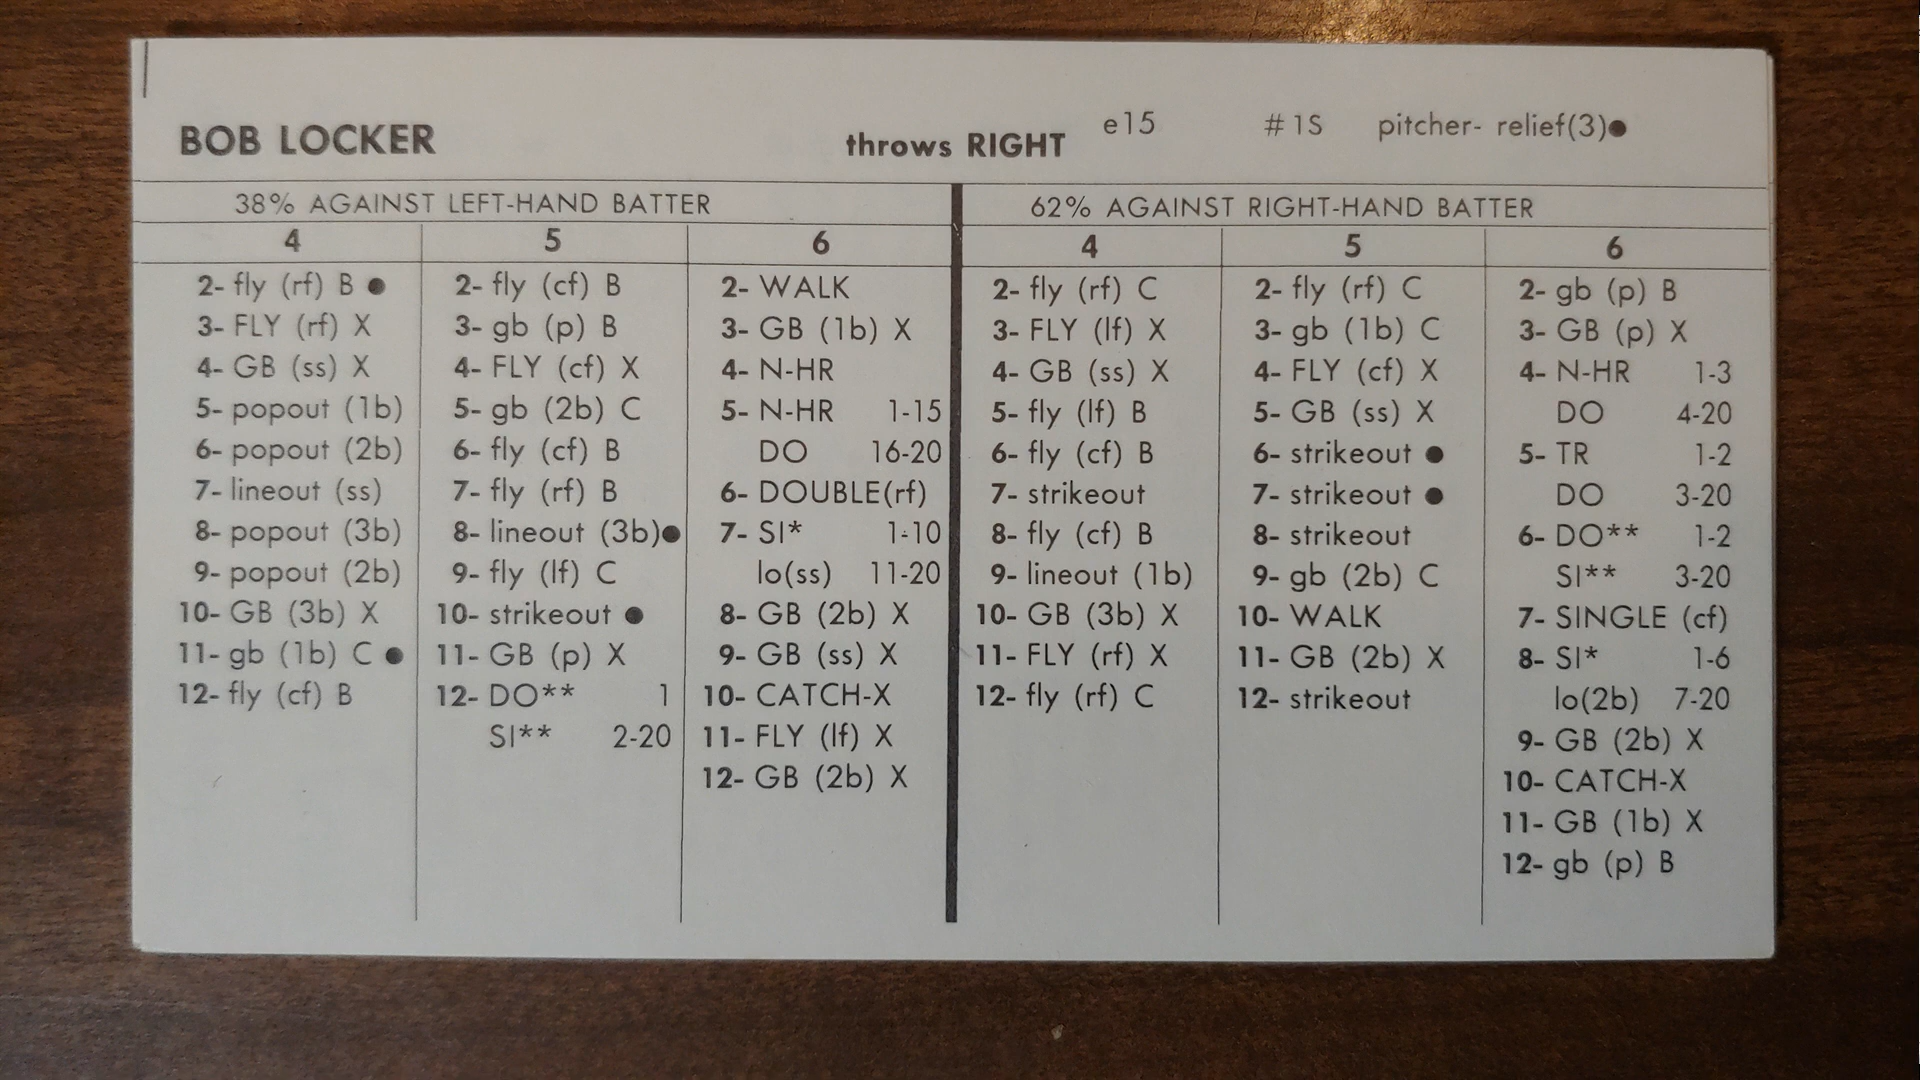 BOB LOCKER throws RIGHT e15 #1S pitcher- relief(3)●
38% AGAINST LEFT-HAND BATTER
4
2- fly (rf) B ●
3- FLY (rf) X
4- GB (ss) X
5- popout (1b)
6- popout (2b)
7- lineout (ss)
8- popout (3b)
9- popout (2b)
10- GB (3b) X
11- gb (1b) C ●
12- fly (cf) B
5
2- fly (cf) B
3- gb (p) B
4- FLY (cf) X
5- gb (2b) C
6- fly (cf) B
7- fly (rf) B
8- lineout (3b)●
9- fly (lf) C
10- strikeout ●
11- GB (p) X
12- DO** 1
SI** 2-20
6
2- WALK
3- GB (1b) X
4- N-HR
5- N-HR 1-15
DO 16-20
6- DOUBLE(rf)
7- SI* 1-10
lo(ss) 11-20
8- GB (2b) X
9- GB (ss) X
10- CATCH-X
11- FLY (lf) X
12- GB (2b) X
62% AGAINST RIGHT-HAND BATTER
4
2- fly (rf) C
3- FLY (lf) X
4- GB (ss) X
5- fly (lf) B
6- fly (cf) B
7- strikeout
8- fly (cf) B
9- lineout (1b)
10- GB (3b) X
11- FLY (rf) X
12- fly (rf) C
5
2- fly (rf) C
3- gb (1b) C
4- FLY (cf) X
5- GB (ss) X
6- strikeout ●
7- strikeout ●
8- strikeout
9- gb (2b) C
10- WALK
11- GB (2b) X
12- strikeout
6
2- gb (p) B
3- GB (p) X
4- N-HR 1-3
DO 4-20
5- TR 1-2
DO 3-20
6- DO** 1-2
SI** 3-20
7- SINGLE (cf)
8- SI* 1-6
lo(2b) 7-20
9- GB (2b) X
10- CATCH-X
11- GB (1b) X
12- gb (p) B